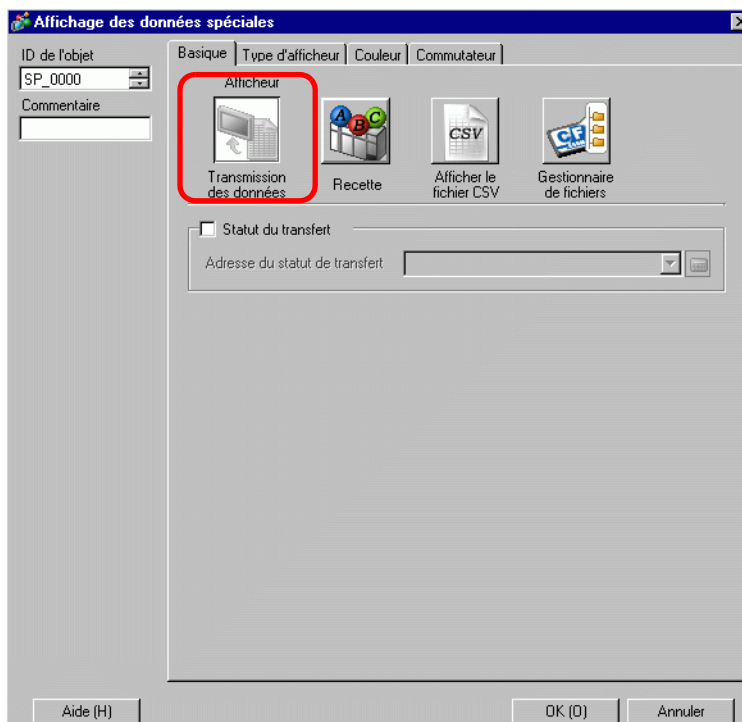 Affichage des données spéciales
ID de l'objet
SP_0000
Commentaire
Basique
Type d'afficheur
Couleur
Commutateur
Afficheur
Transmission
des données
A B C
Recette
CSV
Afficher le
fichier CSV
CF
Gestionnaire
de fichiers
Statut du transfert
Adresse du statut de transfert
Aide (H)
OK (O)
Annuler